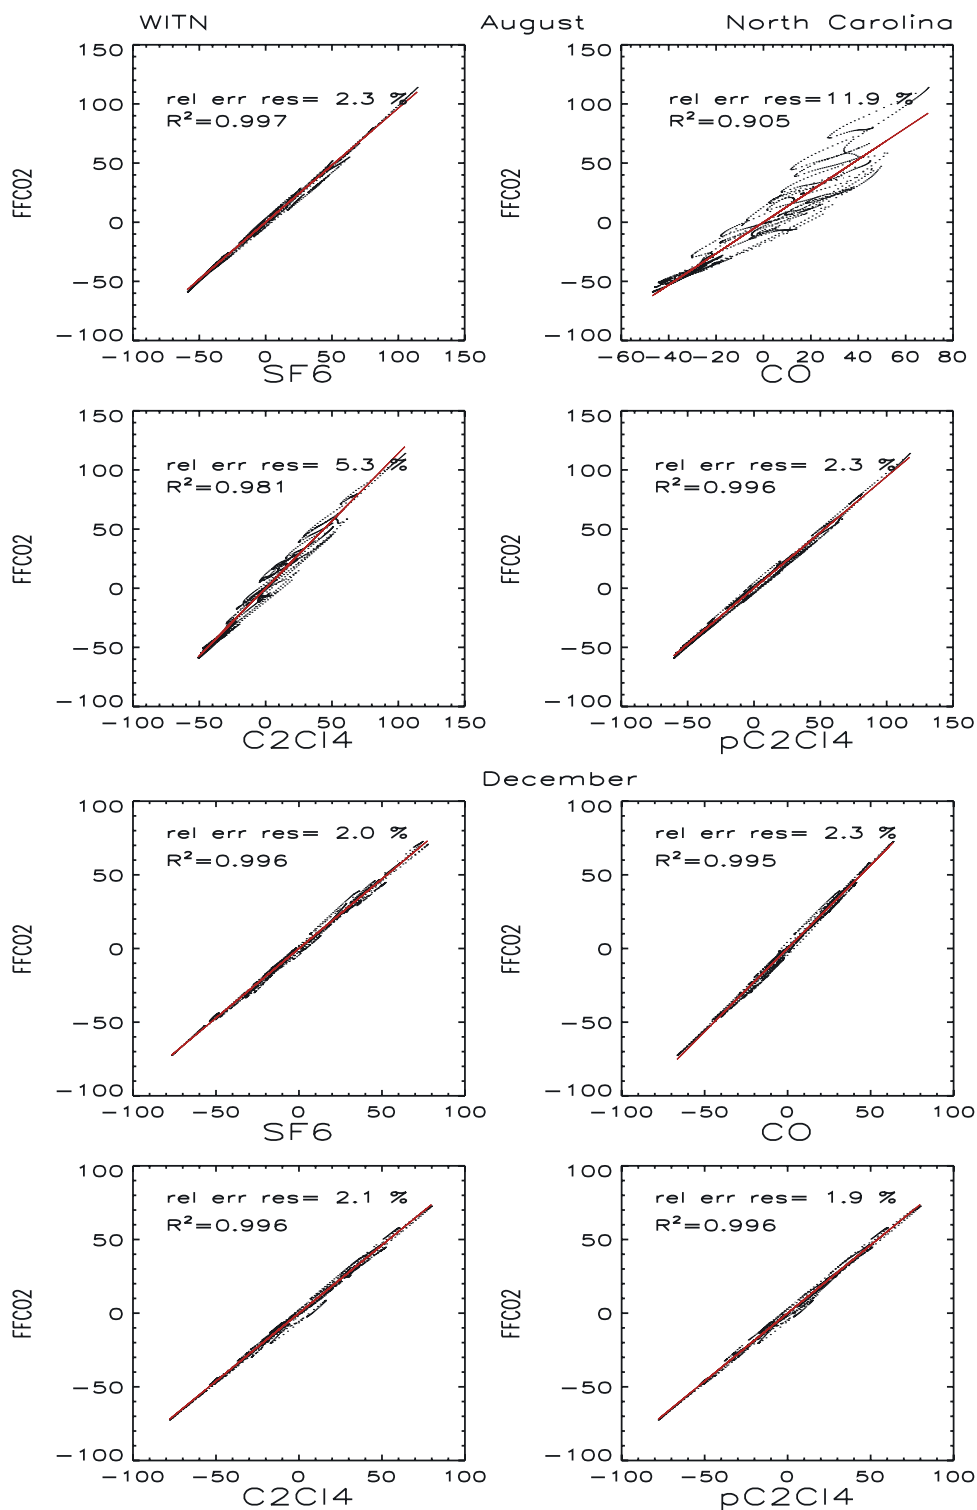 WITN August North Carolina
150
100
50
0
−50
−100
FFCO2
rel err res= 2.3 %
R²=0.997
−100 −50 0 50 100 150
SF6
150
100
50
0
−50
−100
FFCO2
rel err res=11.9 %
R²=0.905
−60−40−20 0 20 40 60 80
CO
150
100
50
0
−50
−100
FFCO2
rel err res= 5.3 %
R²=0.981
−100 −50 0 50 100 150
C2Cl4
150
100
50
0
−50
−100
FFCO2
rel err res= 2.3 %
R²=0.996
−100 −50 0 50 100 150
pC2Cl4
December
100
50
0
−50
−100
FFCO2
rel err res= 2.0 %
R²=0.996
−100 −50 0 50 100
SF6
100
50
0
−50
−100
FFCO2
rel err res= 2.3 %
R²=0.995
−100 −50 0 50 100
CO
100
50
0
−50
−100
FFCO2
rel err res= 2.1 %
R²=0.996
−100 −50 0 50 100
C2Cl4
100
50
0
−50
−100
FFCO2
rel err res= 1.9 %
R²=0.996
−100 −50 0 50 100
pC2Cl4